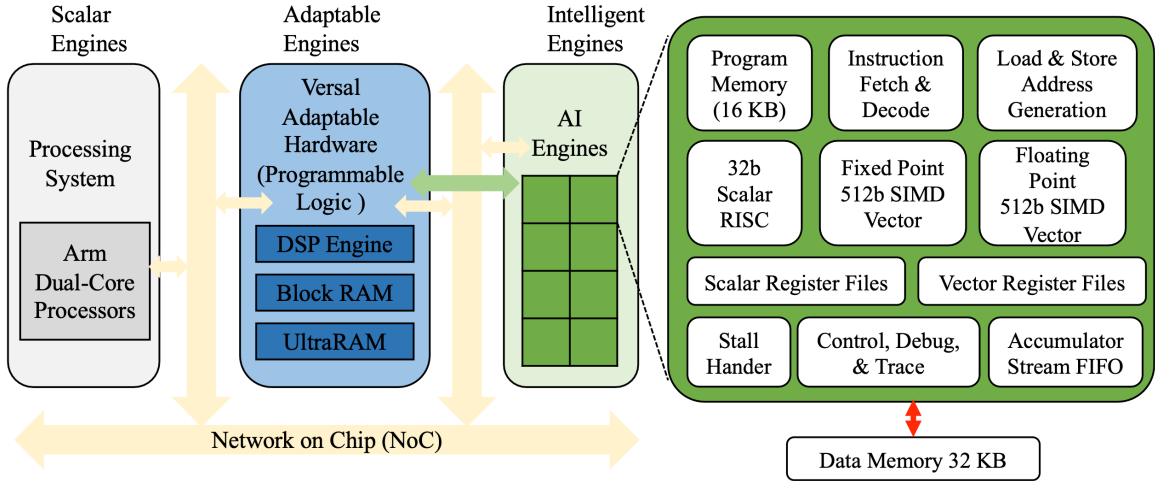 Scalar
Engines
Adaptable
Engines
Intelligent
Engines
Processing
System
Arm
Dual-Core
Processors
Versal
Adaptable
Hardware
(Programmable
Logic )
DSP Engine
Block RAM
UltraRAM
AI
Engines
Network on Chip (NoC)
Program
Memory
(16 KB)
Instruction
Fetch &
Decode
Load & Store
Address
Generation
32b
Scalar
RISC
Fixed Point
512b SIMD
Vector
Floating
Point
512b SIMD
Vector
Scalar Register Files
Vector Register Files
Stall
Hander
Control, Debug,
& Trace
Accumulator
Stream FIFO
Data Memory 32 KB